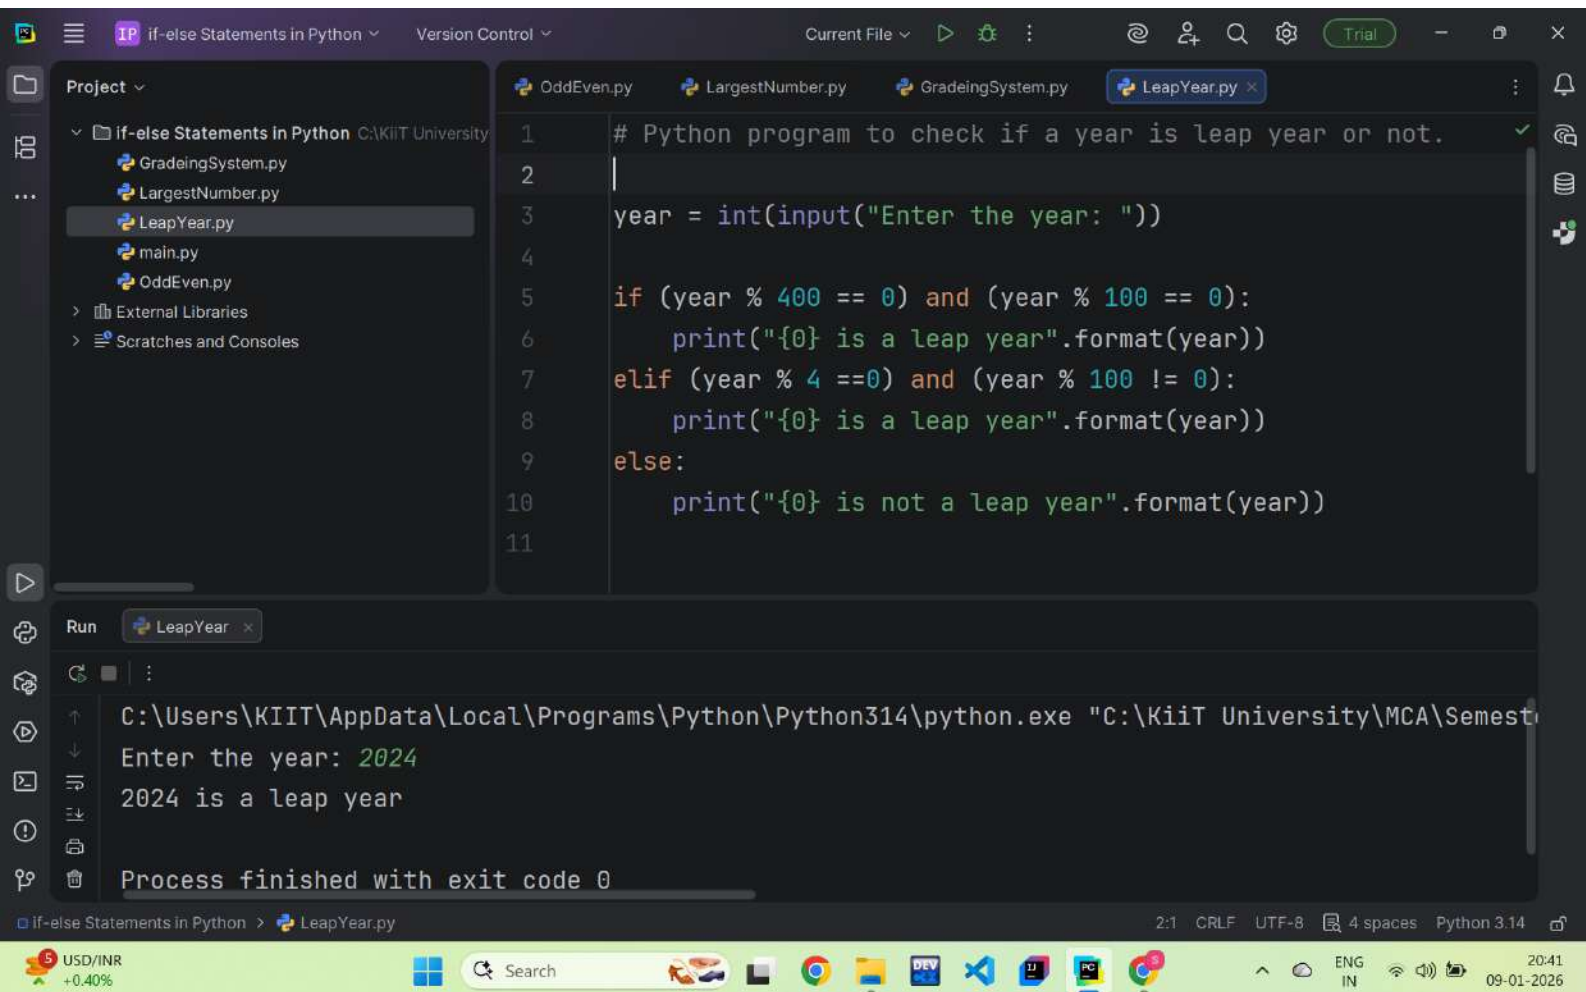 PC
IP if-else Statements in Python Version Control Current File Trial
Project
OddEven.py LargestNumber.py GradeingSystem.py LeapYear.py
if-else Statements in Python C:\KiiT University
GradeingSystem.py
LargestNumber.py
LeapYear.py
main.py
OddEven.py
External Libraries
Scratches and Consoles
1 # Python program to check if a year is leap year or not.
2
3 year = int(input("Enter the year: "))
4
5 if (year % 400 == 0) and (year % 100 == 0):
6 print("{0} is a leap year".format(year))
7 elif (year % 4 ==0) and (year % 100 != 0):
8 print("{0} is a leap year".format(year))
9 else:
10 print("{0} is not a leap year".format(year))
11
Run LeapYear
C:\Users\KIIT\AppData\Local\Programs\Python\Python314\python.exe "C:\KiiT University\MCA\Semest
Enter the year: 2024
2024 is a leap year
Process finished with exit code 0
if-else Statements in Python > LeapYear.py 2:1 CRLF UTF-8 4 spaces Python 3.14
5 USD/INR
+0.40%
Search
DEV
IJ
PC
S
ENG
IN
20:41
09-01-2026